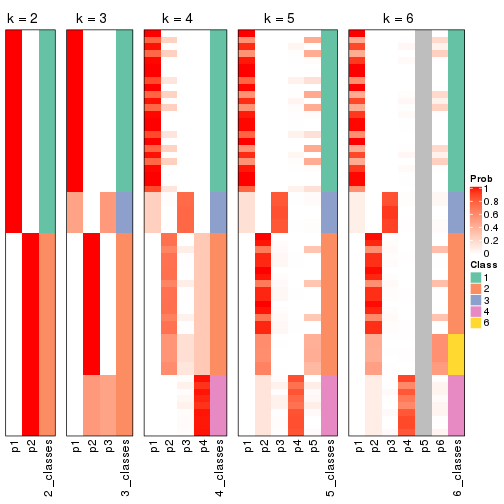 k = 2
k = 3
k = 4
k = 5
k = 6
p1
p2
2_classes
p1
p2
p3
3_classes
p1
p2
p3
p4
4_classes
p1
p2
p3
p4
p5
5_classes
p1
p2
p3
p4
p5
p6
6_classes
Prob
1
0.8
0.6
0.4
0.2
0
Class
1
2
3
4
6